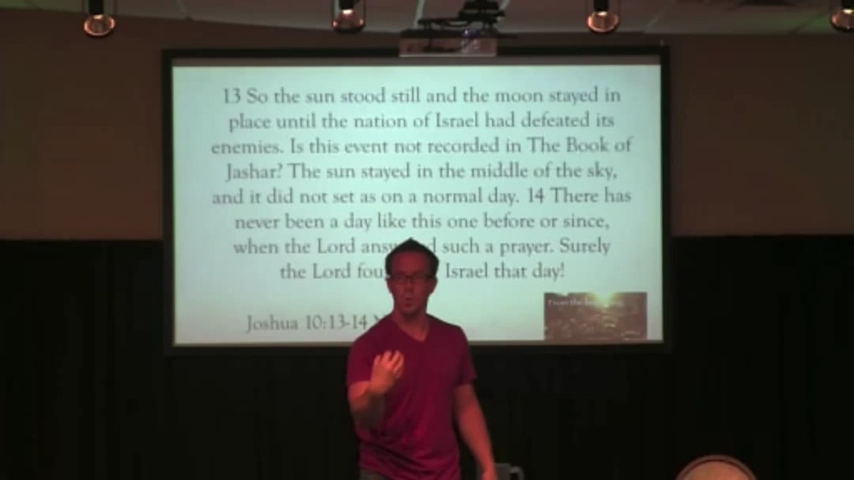 13 So the sun stood still and the moon stayed in
place until the nation of Israel had defeated its
enemies. Is this event not recorded in The Book of
Jashar? The sun stayed in the middle of the sky,
and it did not set as on a normal day. 14 There has
never been a day like this one before or since,
when the Lord such a prayer. Surely
the Lord Israel that day!
Joshua 10:13-14
From the